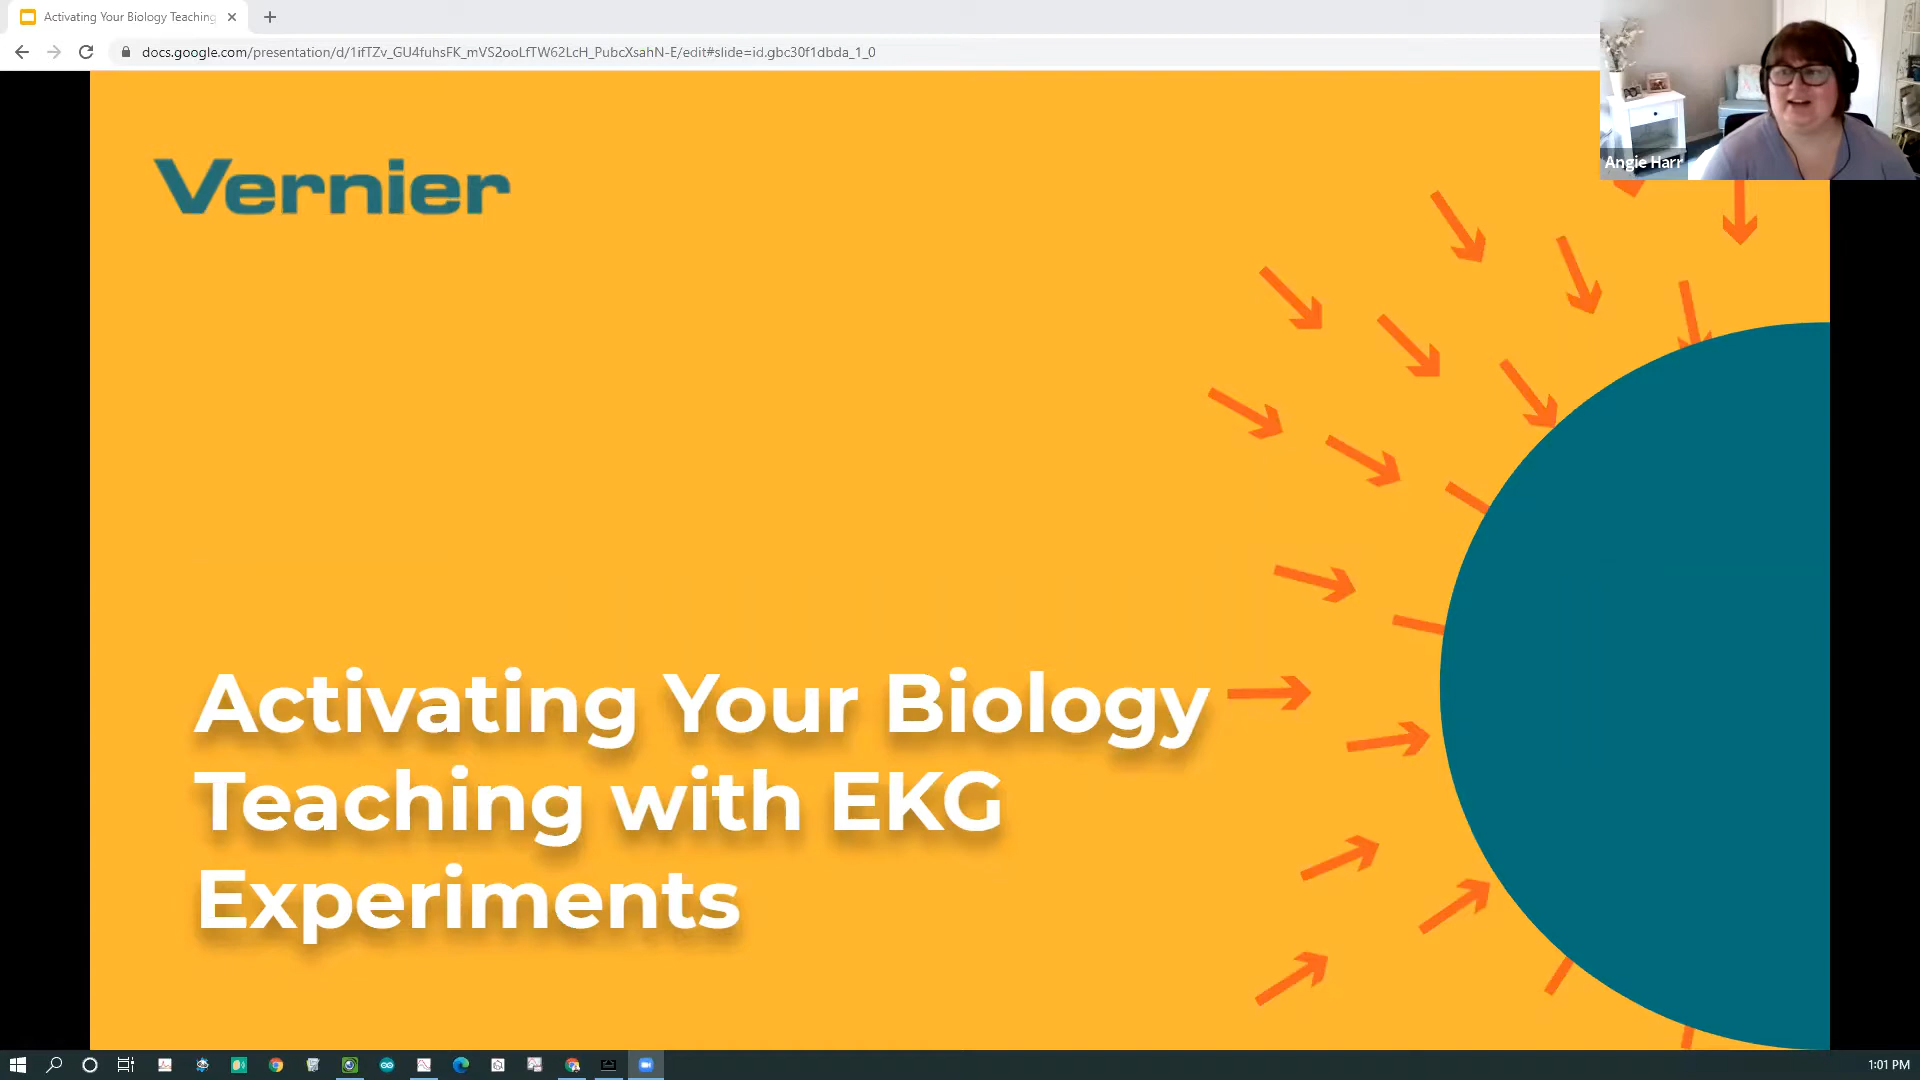 Activating Your Biology Teaching
docs.google.com/presentation/d/1ifTZv_GU4fuhsFK_mVS2ooLfTW62LcH_PubcXsahN-E/edit#slide=id.gbc30f1dbda_1_0
Angie Harr
Vernier
Activating Your Biology
Teaching with EKG
Experiments
1:01 PM